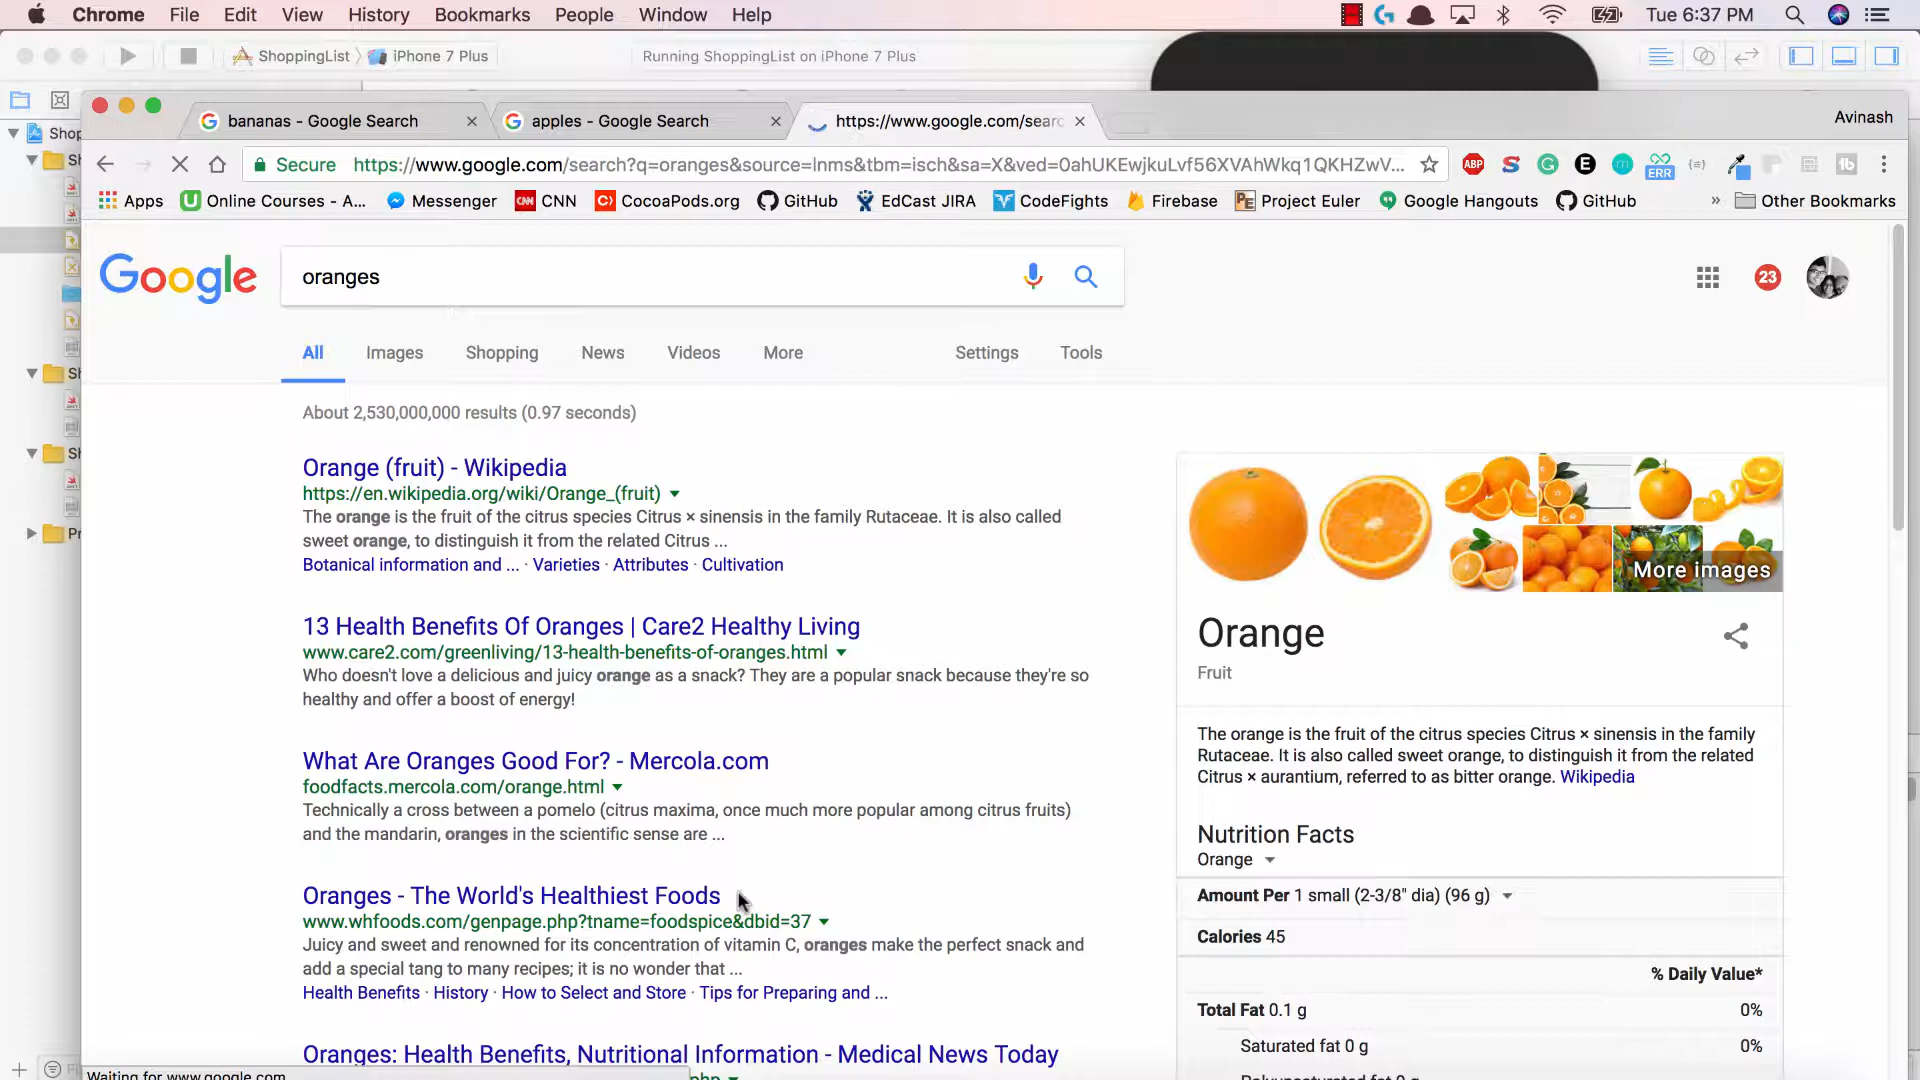 Chrome File Edit View History Bookmarks People Window Help Tue 6:37 PM
ShoppingList iPhone 7 Plus Running ShoppingList on iPhone 7 Plus
bananas - Google Search apples - Google Search https://www.google.com/sear Avinash
Secure https://www.google.com/search?q=oranges&source=lnms&tbm=isch&sa=X&ved=0ahUKEwjkuLvf56XVAhWkq1QKHZwV... ABP ERR
Apps Online Courses - A... Messenger CNN CocoaPods.org GitHub EdCast JIRA CodeFights Firebase Project Euler Google Hangouts GitHub » Other Bookmarks
Google oranges 23
All Images Shopping News Videos More Settings Tools
About 2,530,000,000 results (0.97 seconds)
Orange (fruit) - Wikipedia
https://en.wikipedia.org/wiki/Orange_(fruit)
The orange is the fruit of the citrus species Citrus × sinensis in the family Rutaceae. It is also called
sweet orange, to distinguish it from the related Citrus ...
Botanical information and ... · Varieties · Attributes · Cultivation
13 Health Benefits Of Oranges | Care2 Healthy Living
www.care2.com/greenliving/13-health-benefits-of-oranges.html
Who doesn't love a delicious and juicy orange as a snack? They are a popular snack because they're so
healthy and offer a boost of energy!
What Are Oranges Good For? - Mercola.com
foodfacts.mercola.com/orange.html
Technically a cross between a pomelo (citrus maxima, once much more popular among citrus fruits)
and the mandarin, oranges in the scientific sense are ...
Oranges - The World's Healthiest Foods
www.whfoods.com/genpage.php?tname=foodspice&dbid=37
Juicy and sweet and renowned for its concentration of vitamin C, oranges make the perfect snack and
add a special tang to many recipes; it is no wonder that ...
Health Benefits · History · How to Select and Store · Tips for Preparing and ...
Oranges: Health Benefits, Nutritional Information - Medical News Today
Waiting for www.google.com
More images
Orange
Fruit
The orange is the fruit of the citrus species Citrus × sinensis in the family
Rutaceae. It is also called sweet orange, to distinguish it from the related
Citrus × aurantium, referred to as bitter orange. Wikipedia
Nutrition Facts
Orange
Amount Per 1 small (2-3/8" dia) (96 g)
Calories 45
% Daily Value*
Total Fat 0.1 g 0%
Saturated fat 0 g 0%